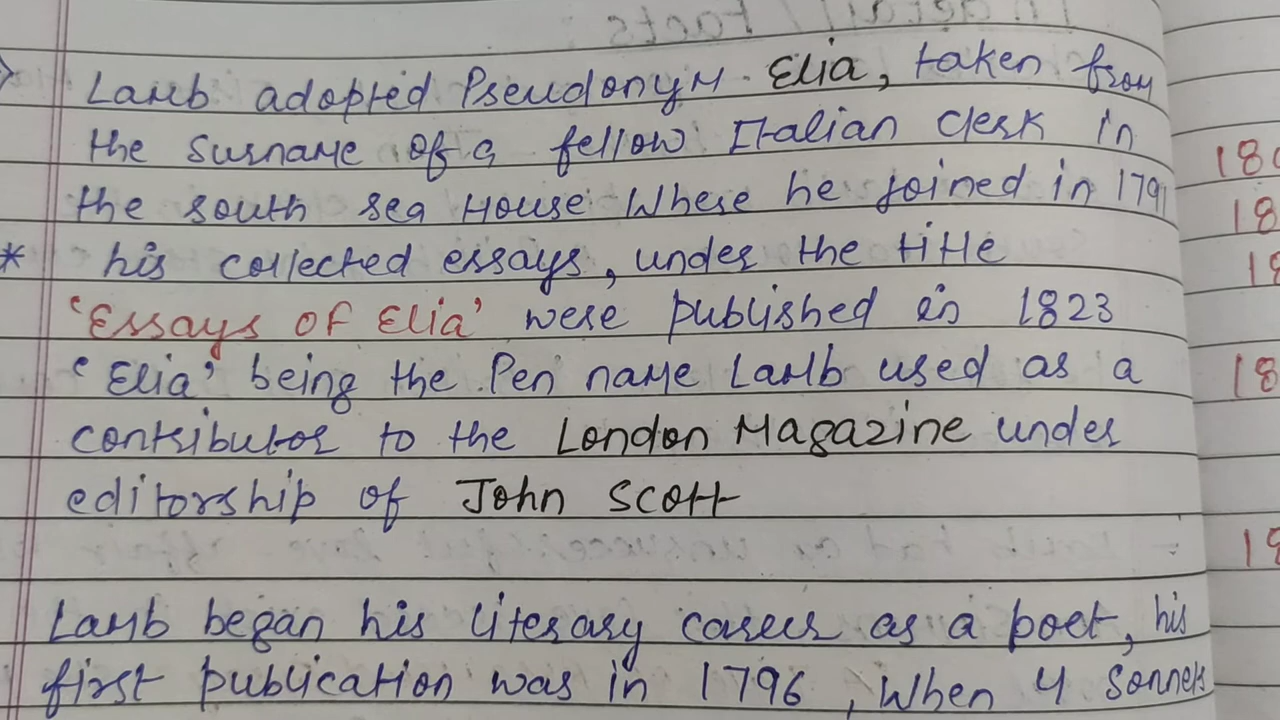 Lamb adopted Pseudonym. Elia, taken from
the surname of a fellow Italian clerk in
the south sea House Where he joined in 1791
* his collected essays, under the title
'Essays of Elia' were published in 1823
'Elia' being the Pen name Lamb used as a
contributor to the London Magazine under
editorship of John Scott
Lamb began his literary career as a poet, his
first publication was in 1796, When 4 Sonnets